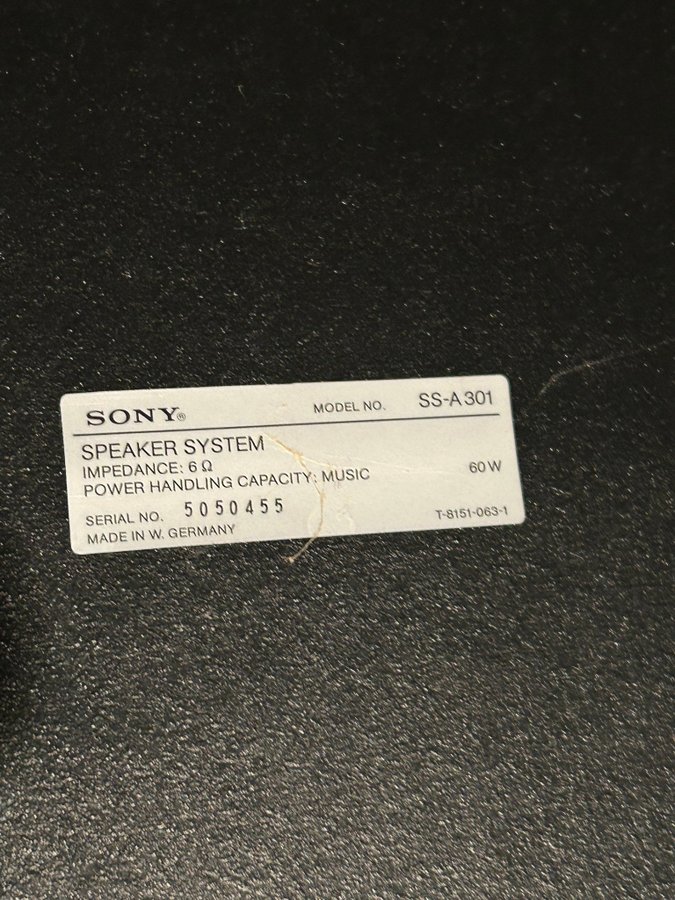 SONY® MODEL NO. SS-A301
SPEAKER SYSTEM
IMPEDANCE: 6 Ω
POWER HANDLING CAPACITY: MUSIC 60W
SERIAL NO. 5050455 T-8151-063-1
MADE IN W. GERMANY